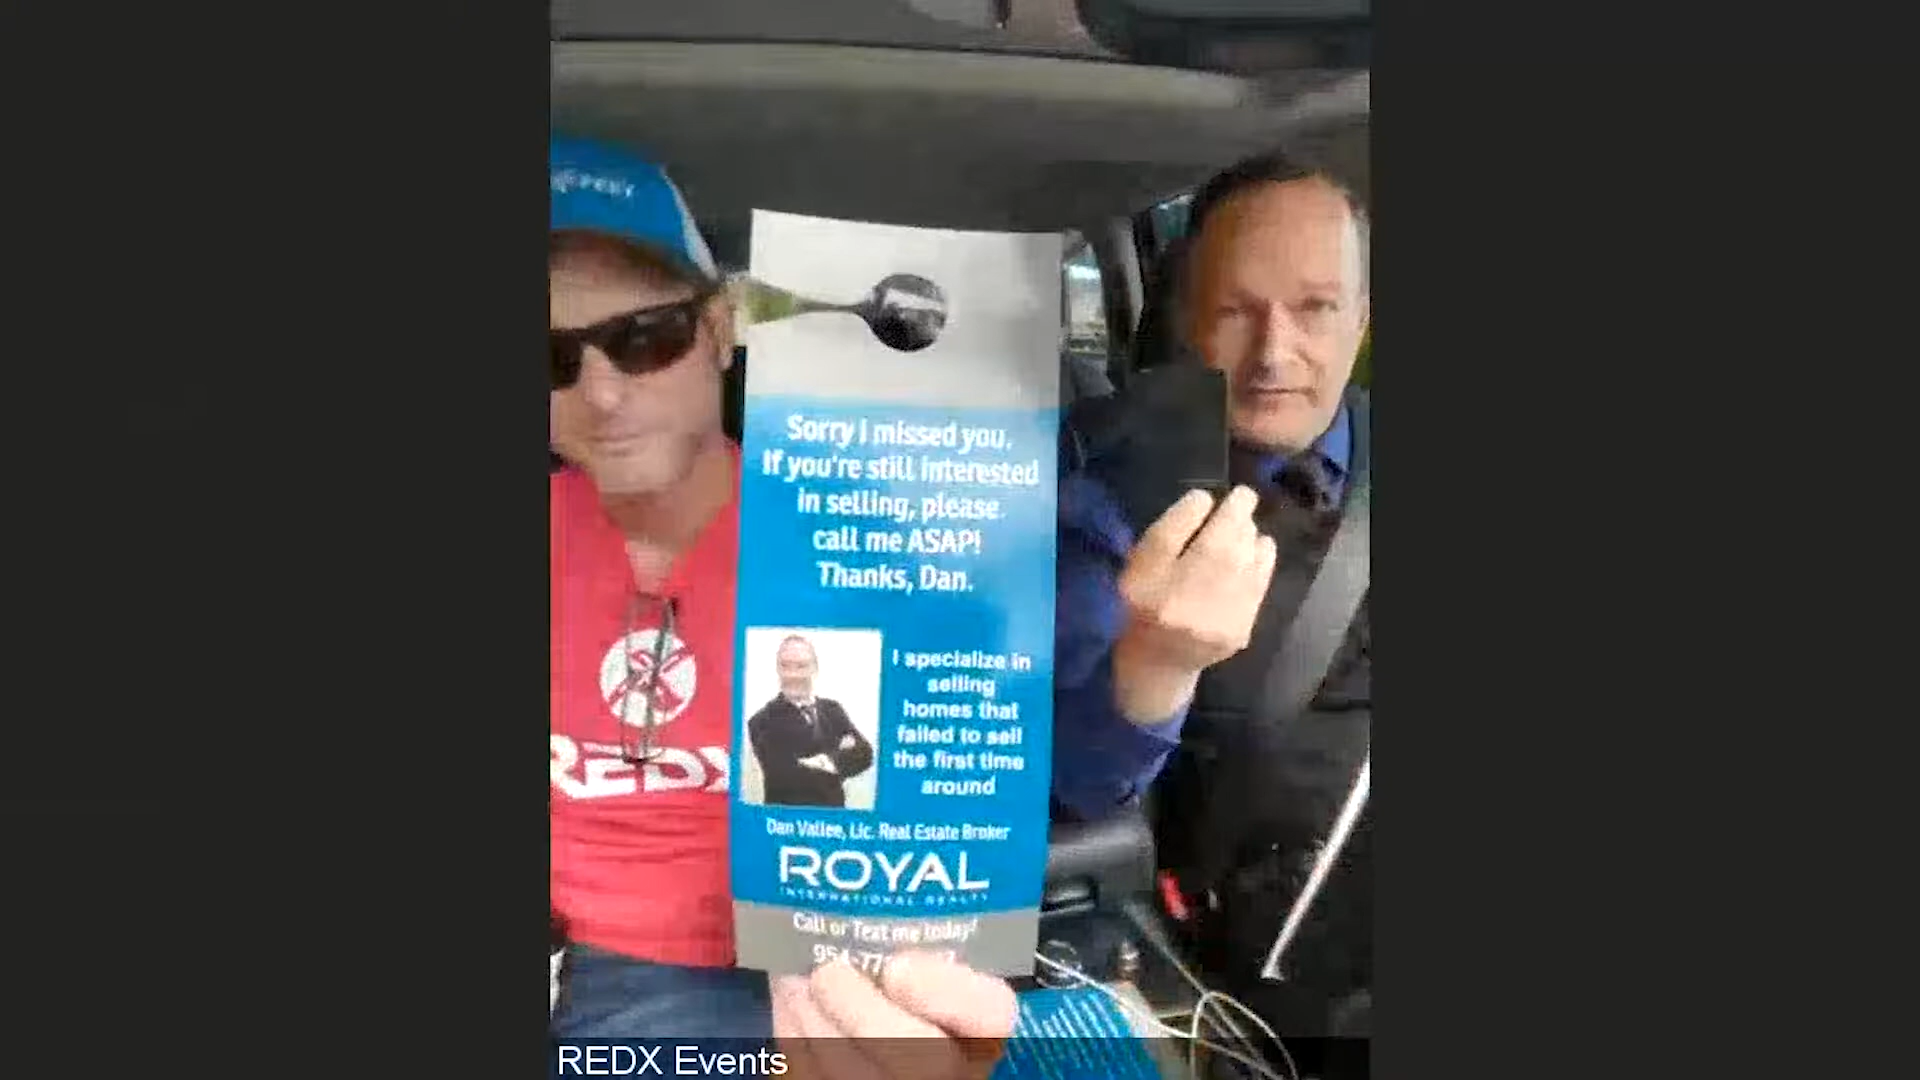 Sorry I missed you.
If you're still interested
in selling, please
call me ASAP!
Thanks, Dan.
I specialize in
selling
homes that
failed to sell
the first time
around
Dan Vallee, Lic. Real Estate Broker
ROYAL
INTERNATIONAL REALTY
Call or Text me today!
REDX
REDX Events